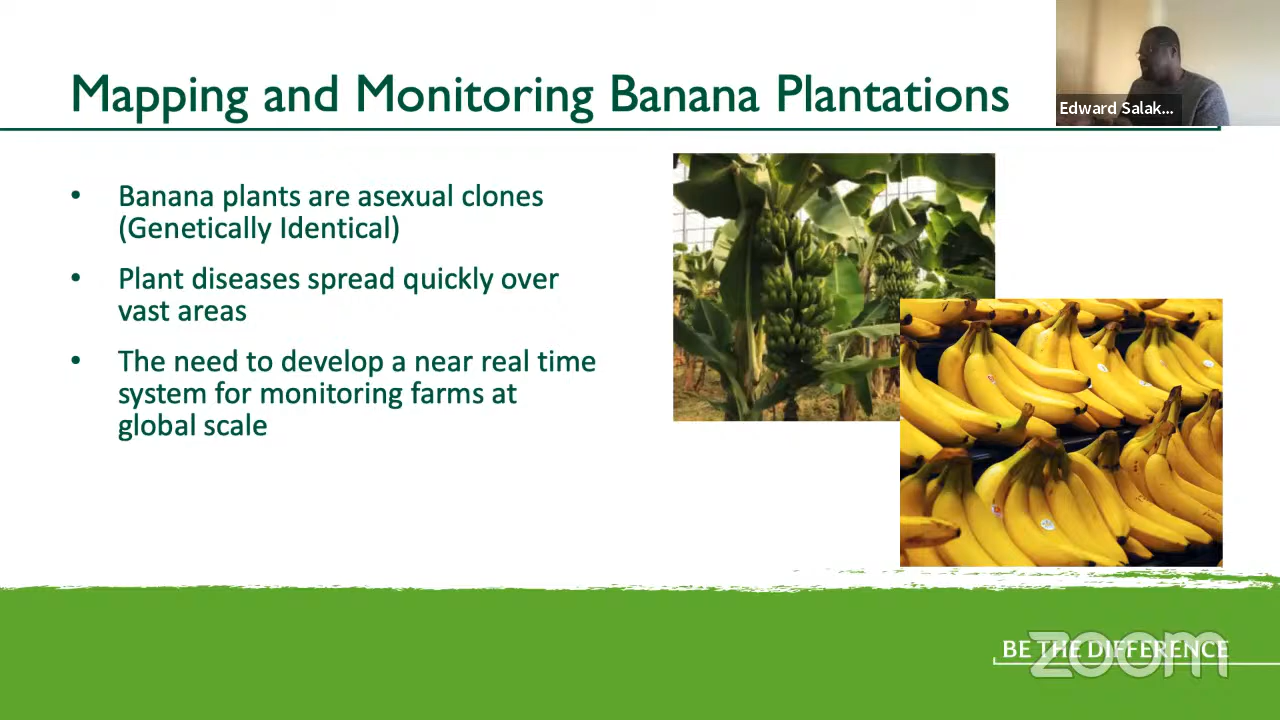 Mapping and Monitoring Banana Plantations
Edward Salak...
• Banana plants are asexual clones
(Genetically Identical)
• Plant diseases spread quickly over
vast areas
• The need to develop a near real time
system for monitoring farms at
global scale
BE THE DIFFERENCE
zoom